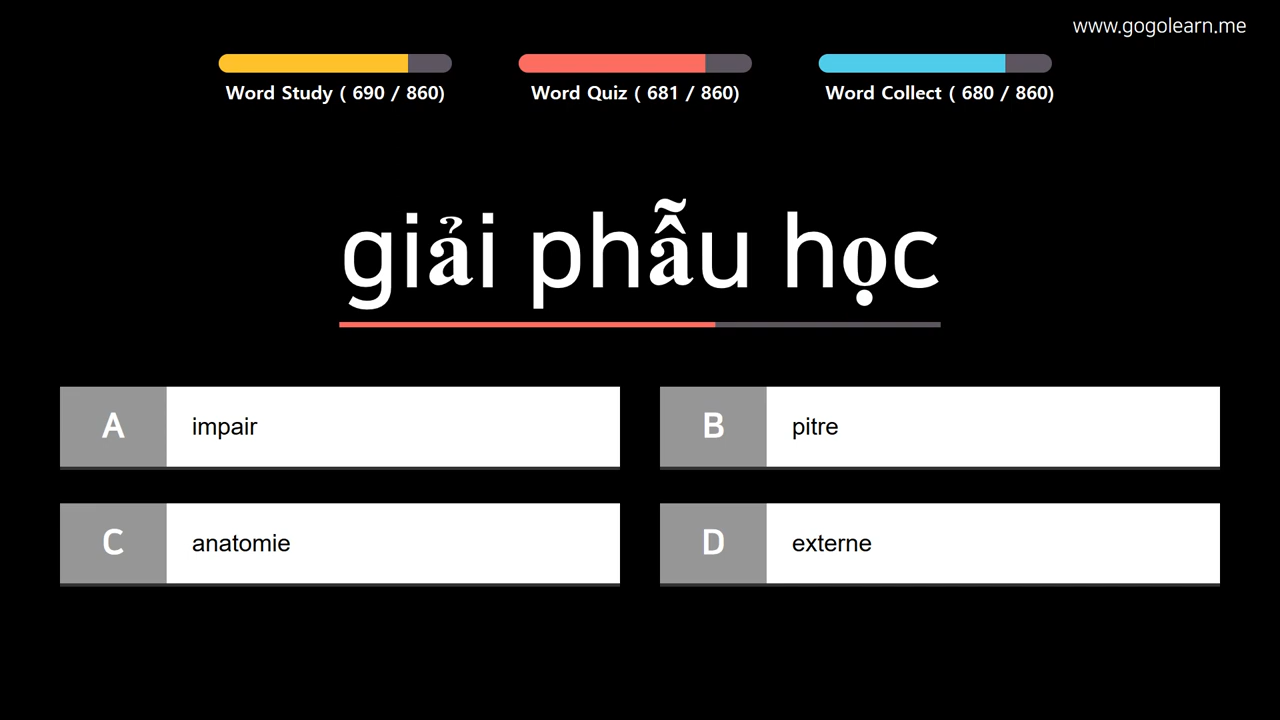 www.gogolearn.me
Word Study ( 690 / 860)
Word Quiz ( 681 / 860)
Word Collect ( 680 / 860)
giải phẫu học
A impair
B pitre
C anatomie
D externe